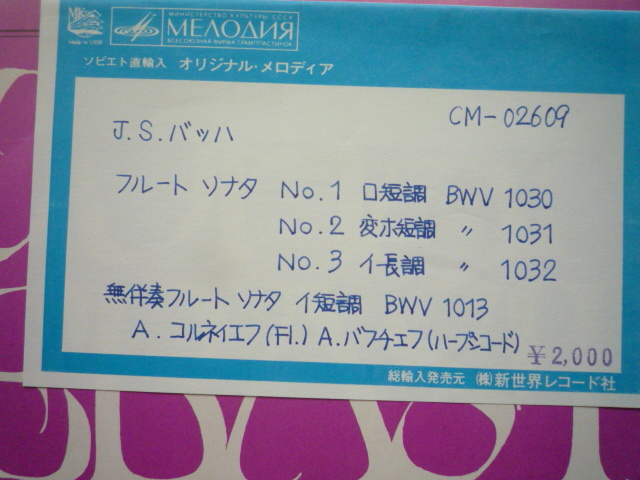 МК
Made in USSR
МИНИСТЕРСТВО КУЛЬТУРЫ СССР
МЕЛОДИЯ
ВСЕСОЮЗНАЯ ФИРМА ГРАМПЛАСТИНОК
ソビエト直輸入 オリジナル・メロディア
CM-02609
J.S.バッハ
フルート ソナタ No.1 ロ短調 BWV 1030
No.2 変ホ短調 〃 1031
No.3 イ長調 〃 1032
無伴奏フルート ソナタ イ短調 BWV 1013
A. コルネイエフ(Fl.) A.バフチェフ(ハープシコード)
¥2,000
総輸入発売元 (株)新世界レコード社